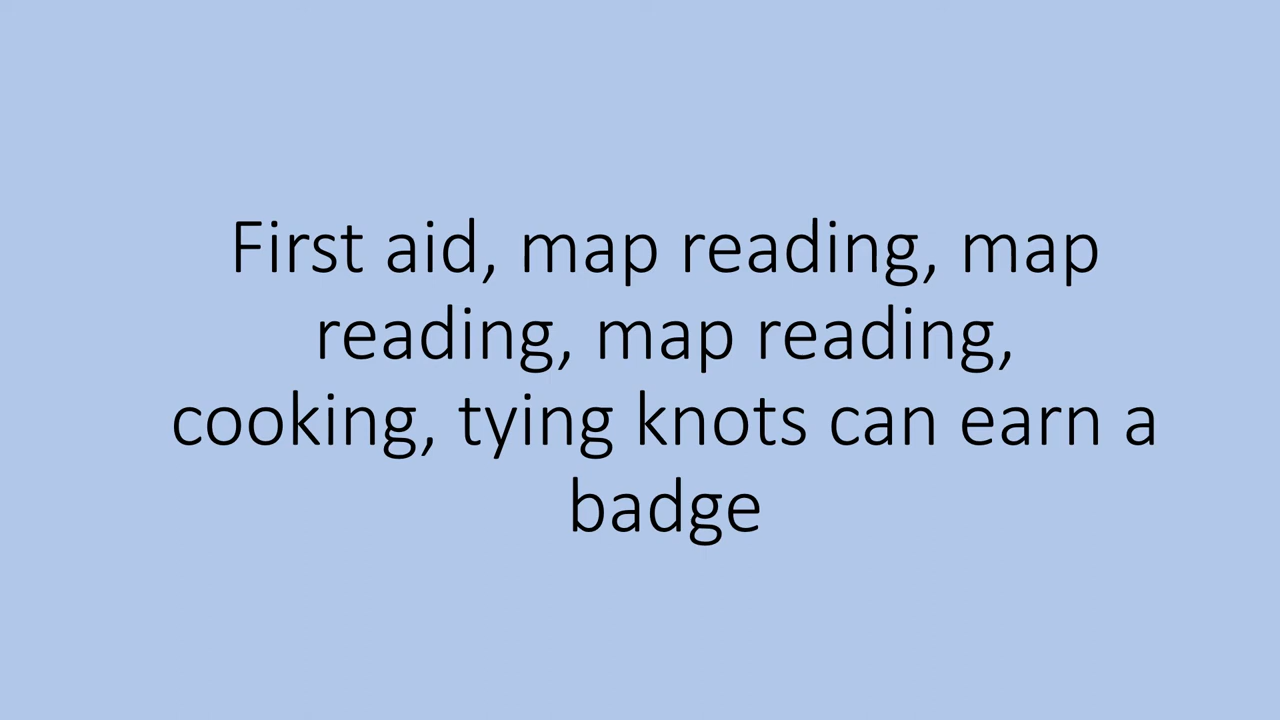 First aid, map reading, map
reading, map reading,
cooking, tying knots can earn a
badge